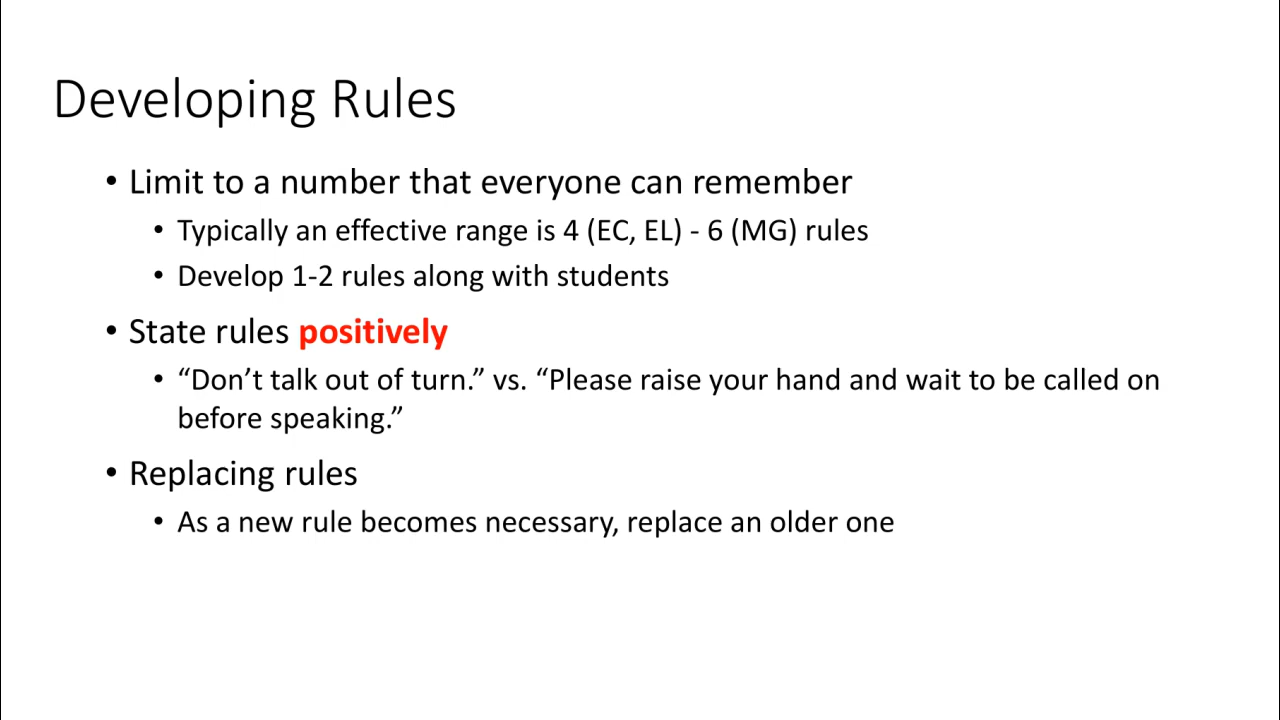 Developing Rules
• Limit to a number that everyone can remember
• Typically an effective range is 4 (EC, EL) - 6 (MG) rules
• Develop 1-2 rules along with students
• State rules positively
• “Don’t talk out of turn.” vs. “Please raise your hand and wait to be called on
before speaking.”
• Replacing rules
• As a new rule becomes necessary, replace an older one